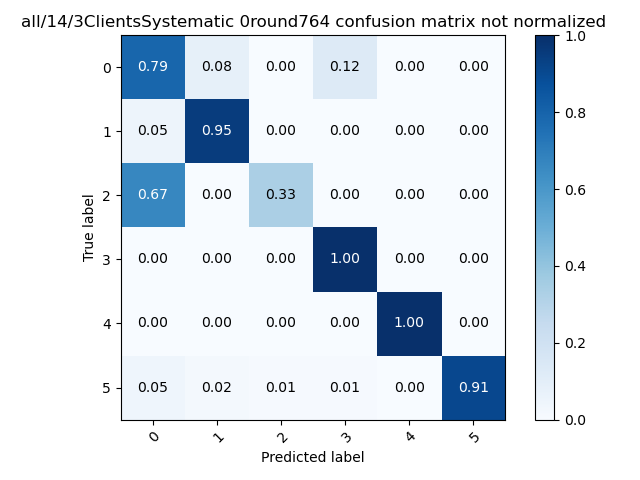 all/14/3ClientsSystematic 0round764 confusion matrix not normalized
0 0.79 0.08 0.00 0.12 0.00 0.00
1 0.05 0.95 0.00 0.00 0.00 0.00
2 0.67 0.00 0.33 0.00 0.00 0.00
3 0.00 0.00 0.00 1.00 0.00 0.00
4 0.00 0.00 0.00 0.00 1.00 0.00
5 0.05 0.02 0.01 0.01 0.00 0.91
0 1 2 3 4 5
True label
Predicted label
1.0
0.8
0.6
0.4
0.2
0.0